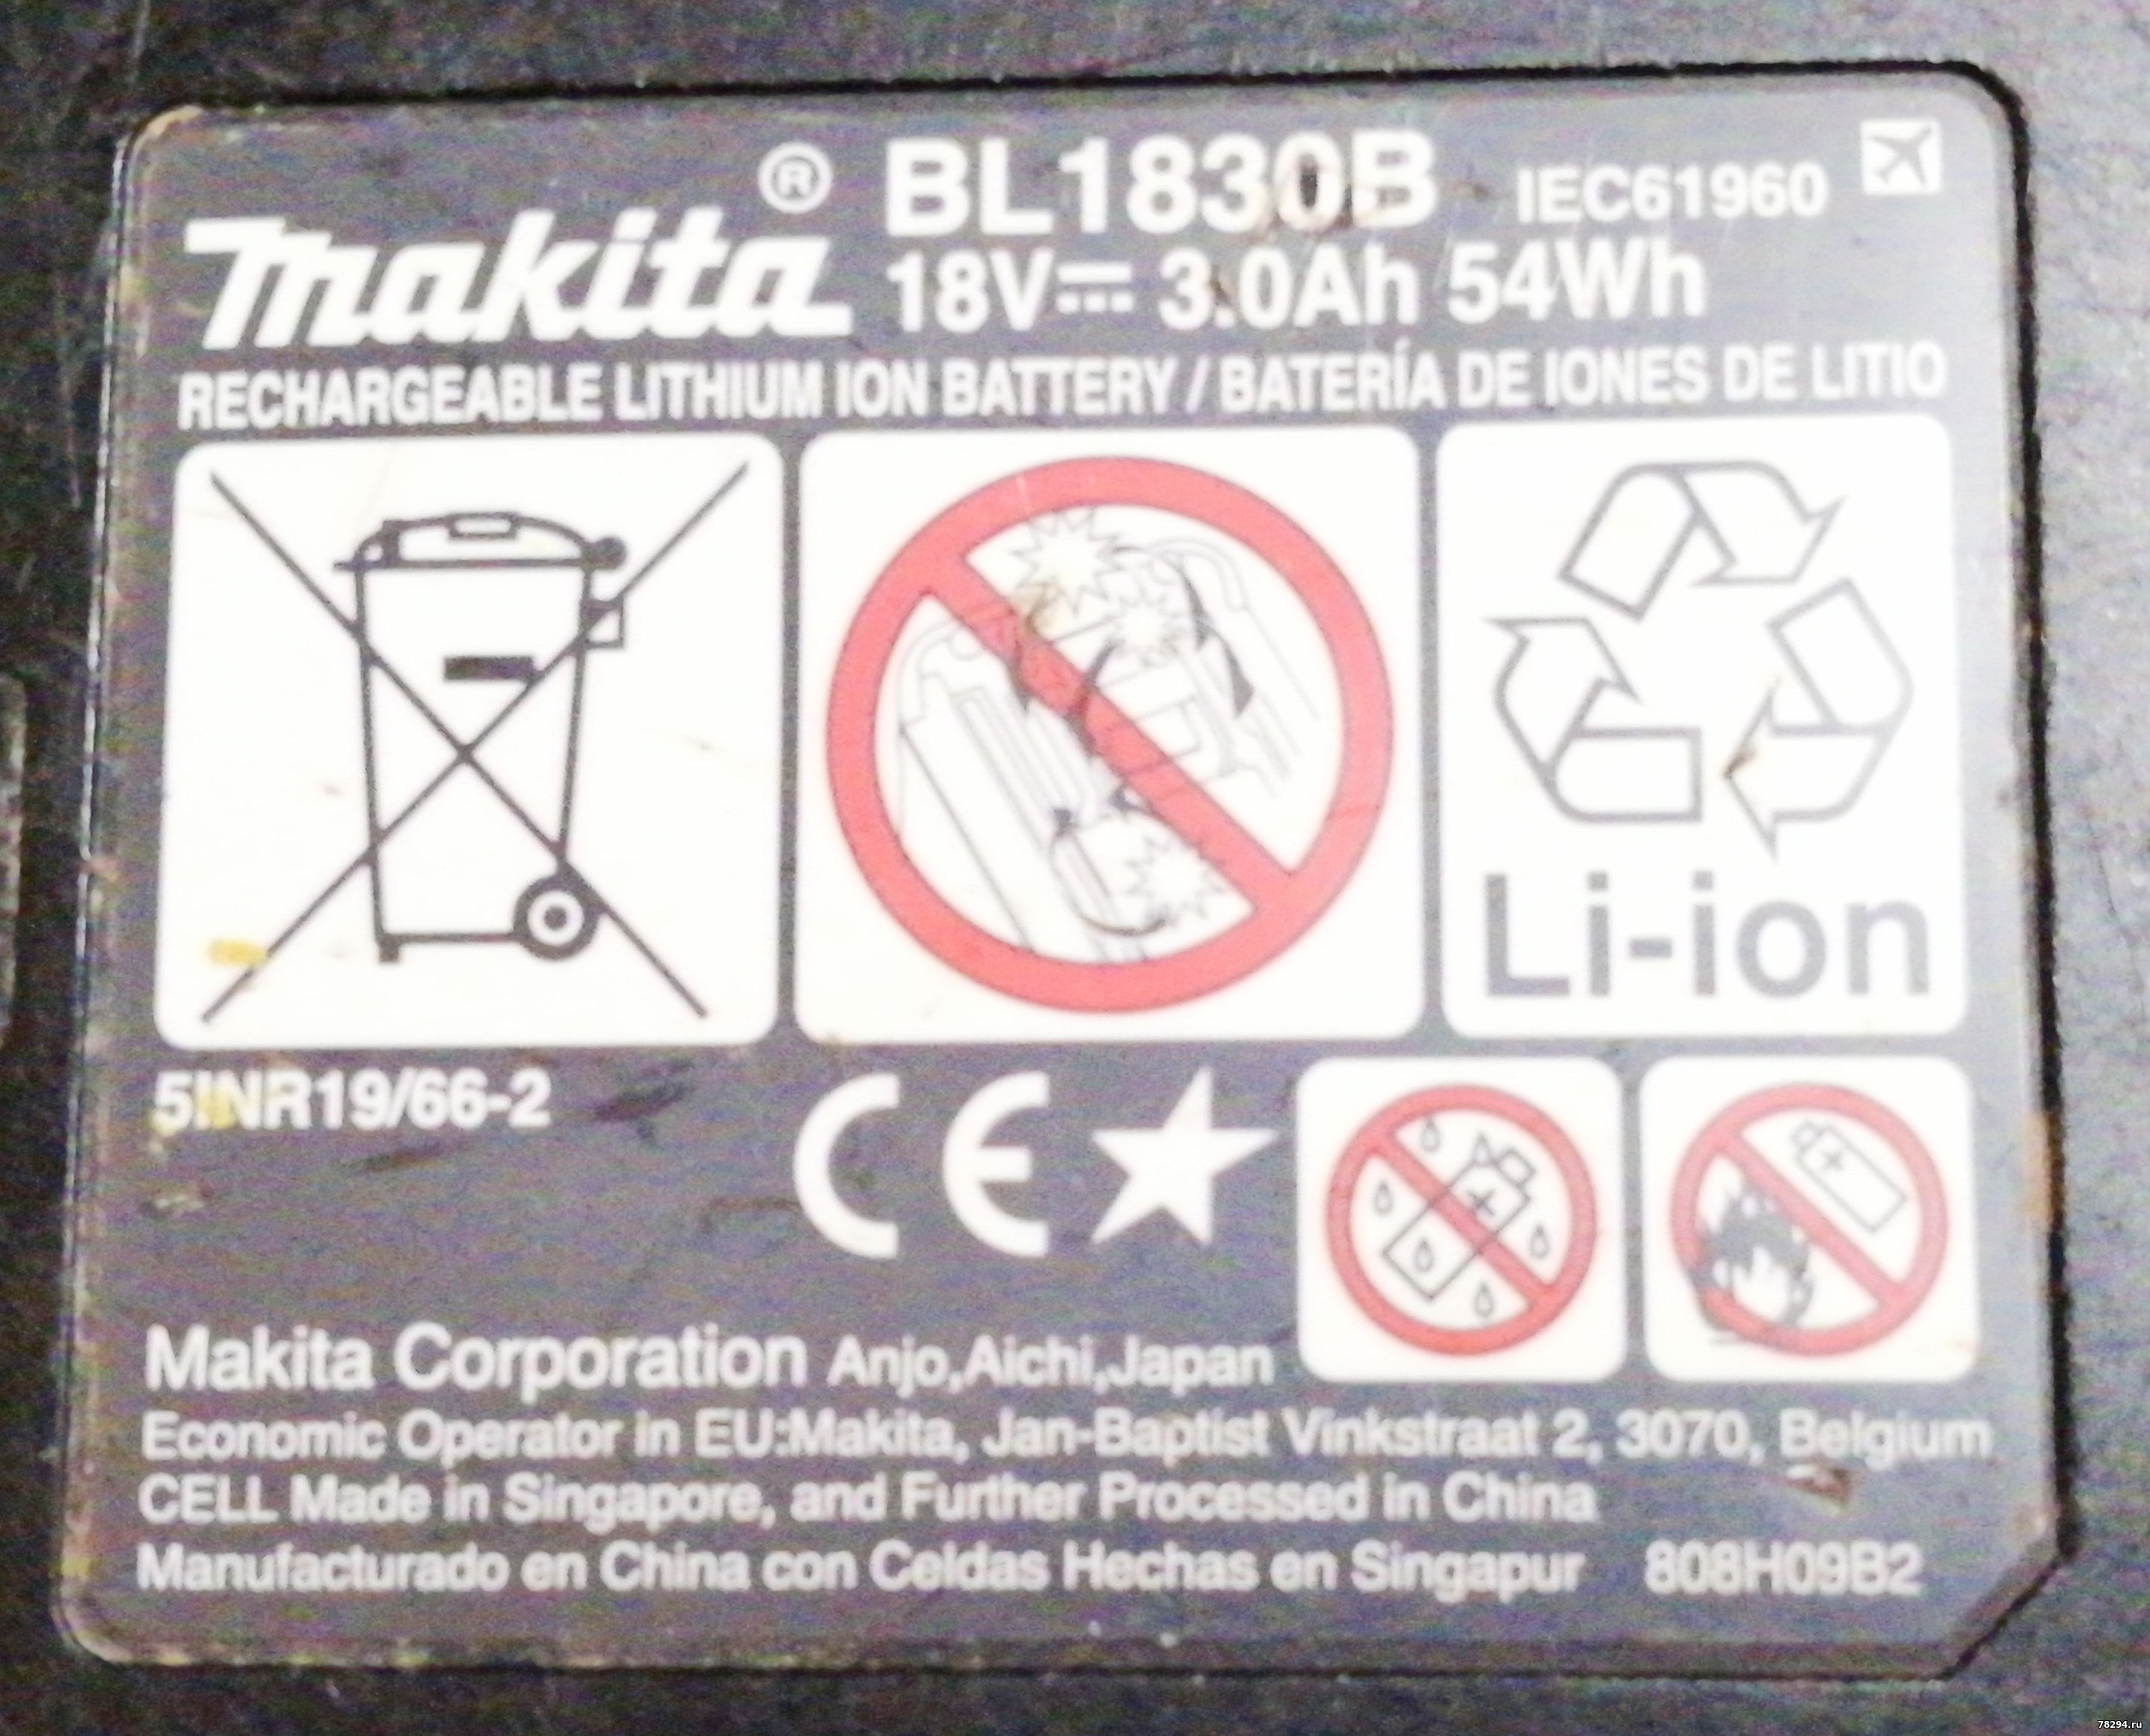 ® BL1830B IEC61960
makita 18V⎓ 3.0Ah 54Wh
RECHARGEABLE LITHIUM ION BATTERY / BATERÍA DE IONES DE LITIO
Li-ion
5INR19/66-2
CE
Makita Corporation Anjo,Aichi,Japan
Economic Operator in EU:Makita, Jan-Baptist Vinkstraat 2, 3070, Belgium
CELL Made in Singapore, and Further Processed in China
Manufacturado en China con Celdas Hechas en Singapur 808H09B2
78294.ru